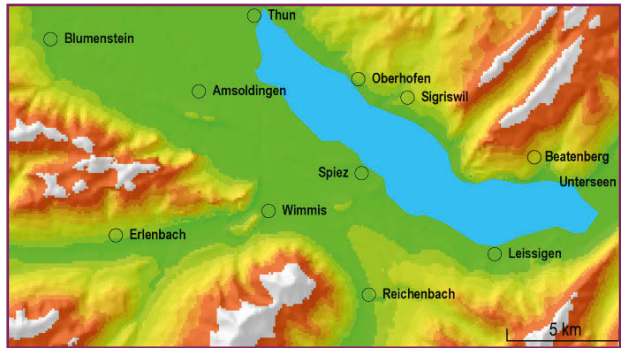 Thun
Blumenstein
Oberhofen
Amsoldingen
Sigriswil
Beatenberg
Spiez
Unterseen
Wimmis
Erlenbach
Leissigen
Reichenbach
5 km